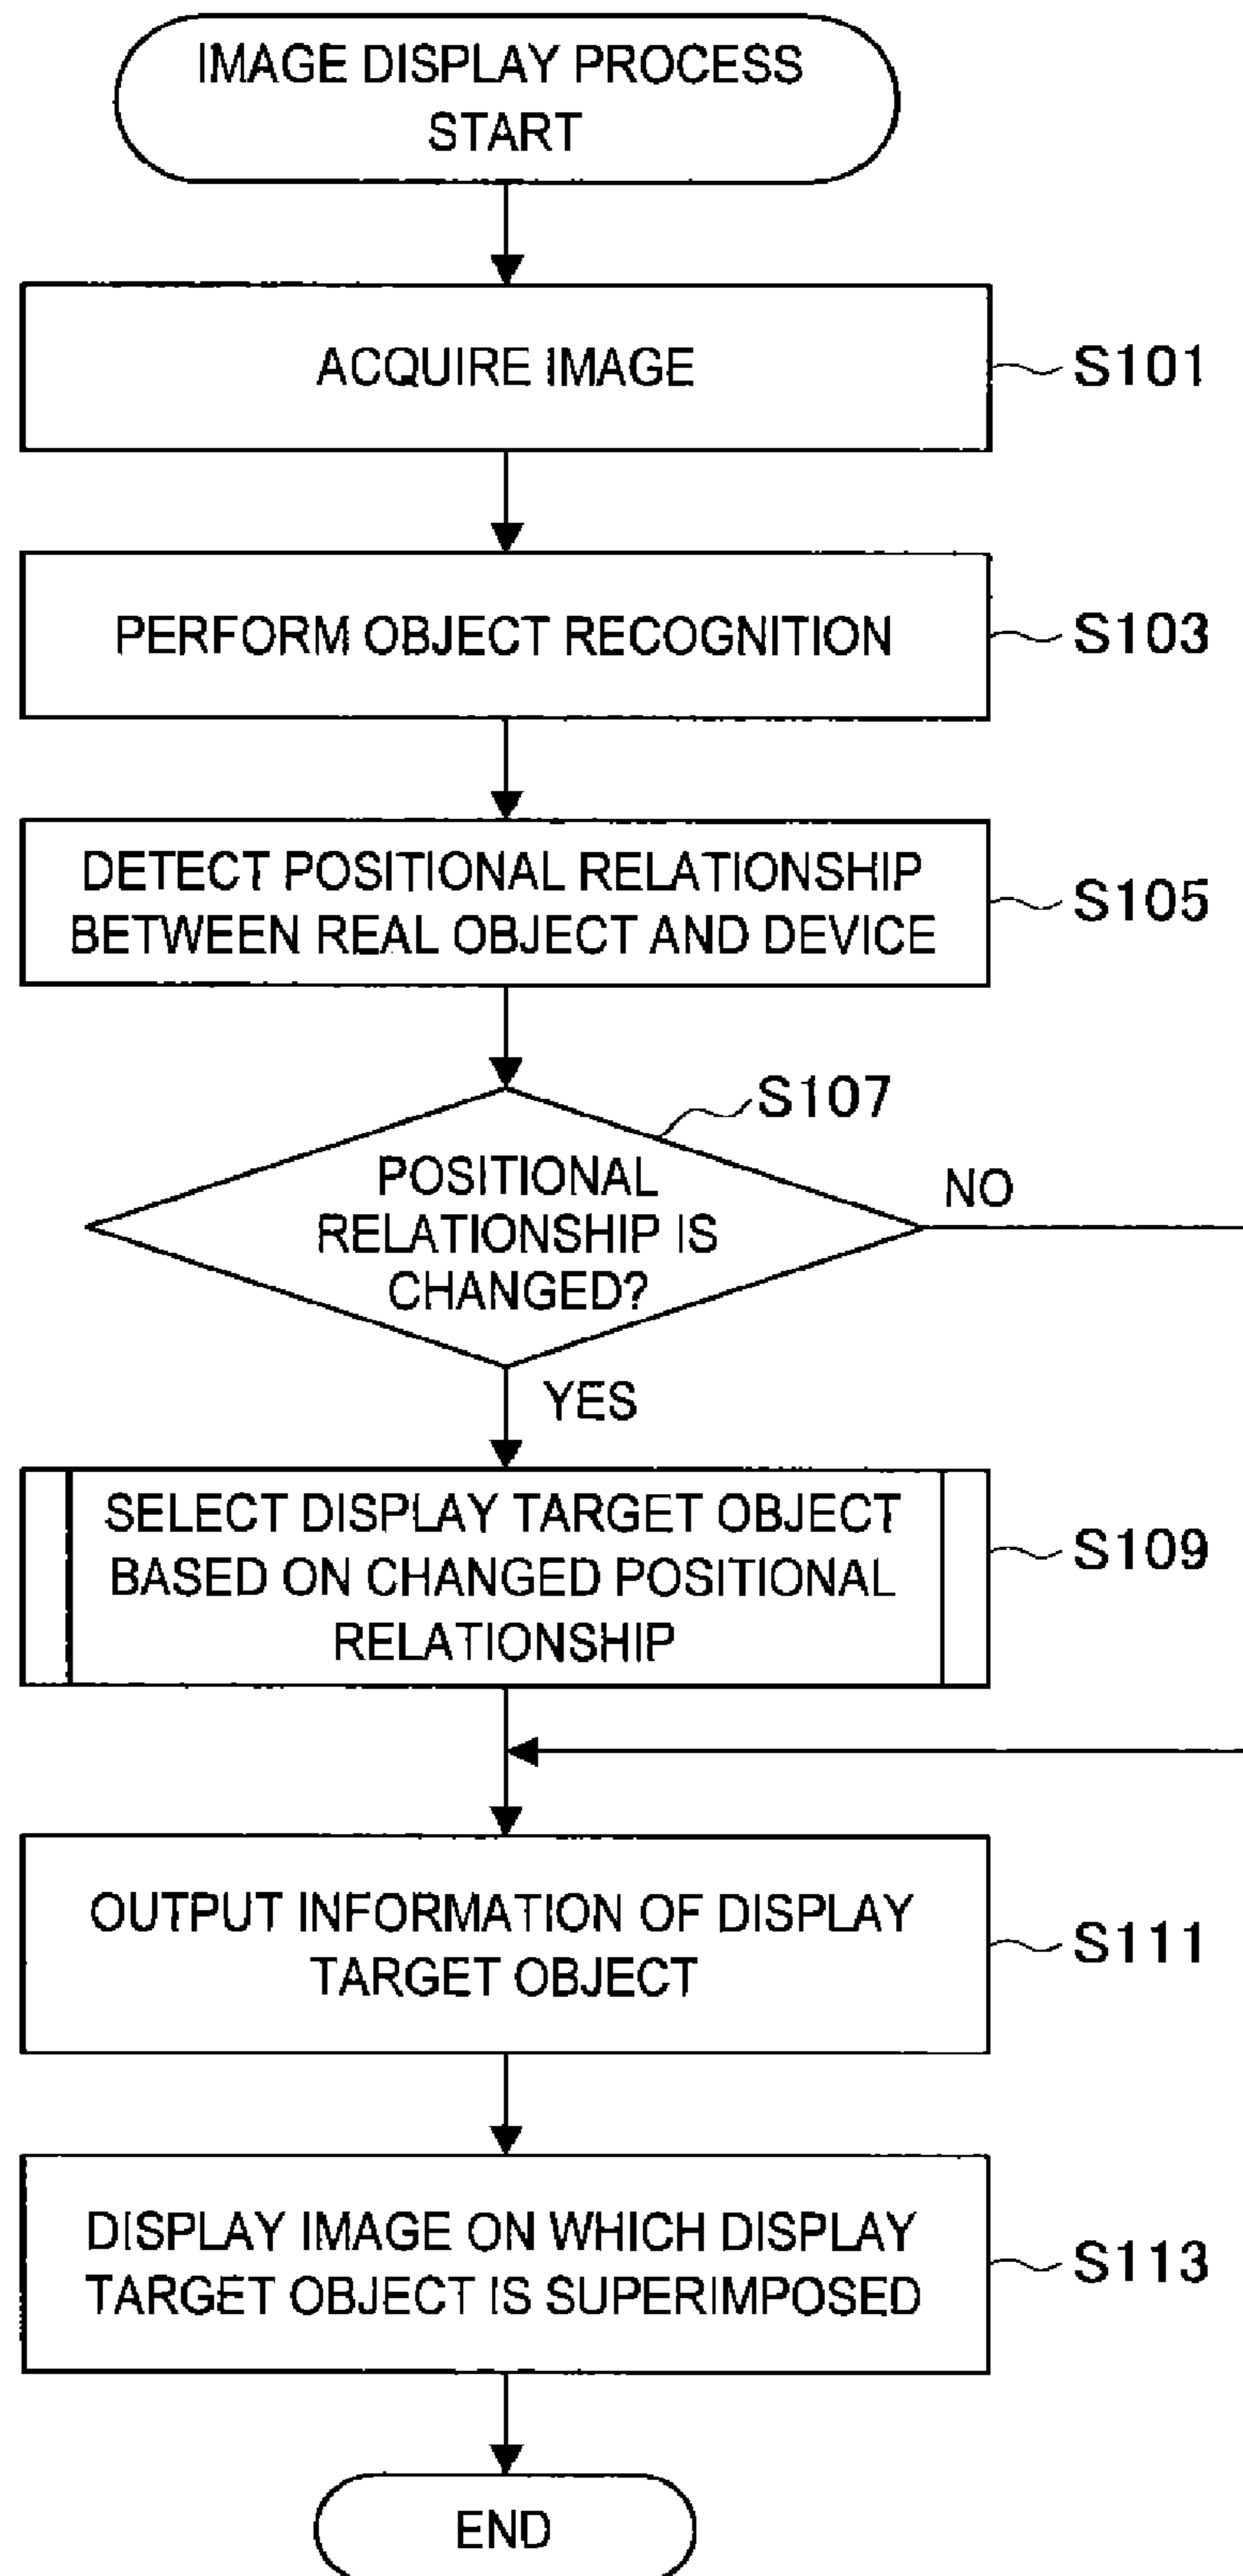 IMAGE DISPLAY PROCESS
START
ACQUIRE IMAGE
S101
PERFORM OBJECT RECOGNITION
S103
DETECT POSITIONAL RELATIONSHIP
BETWEEN REAL OBJECT AND DEVICE
S105
S107
POSITIONAL
RELATIONSHIP IS
CHANGED?
NO
YES
SELECT DISPLAY TARGET OBJECT
BASED ON CHANGED POSITIONAL
RELATIONSHIP
S109
OUTPUT INFORMATION OF DISPLAY
TARGET OBJECT
S111
DISPLAY IMAGE ON WHICH DISPLAY
TARGET OBJECT IS SUPERIMPOSED
S113
END